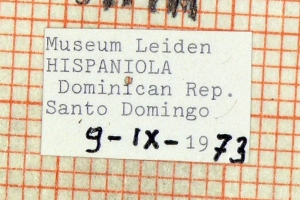 Museum Leiden
HISPANIOLA
Dominican Rep.
Santo Domingo
9-IX-1973